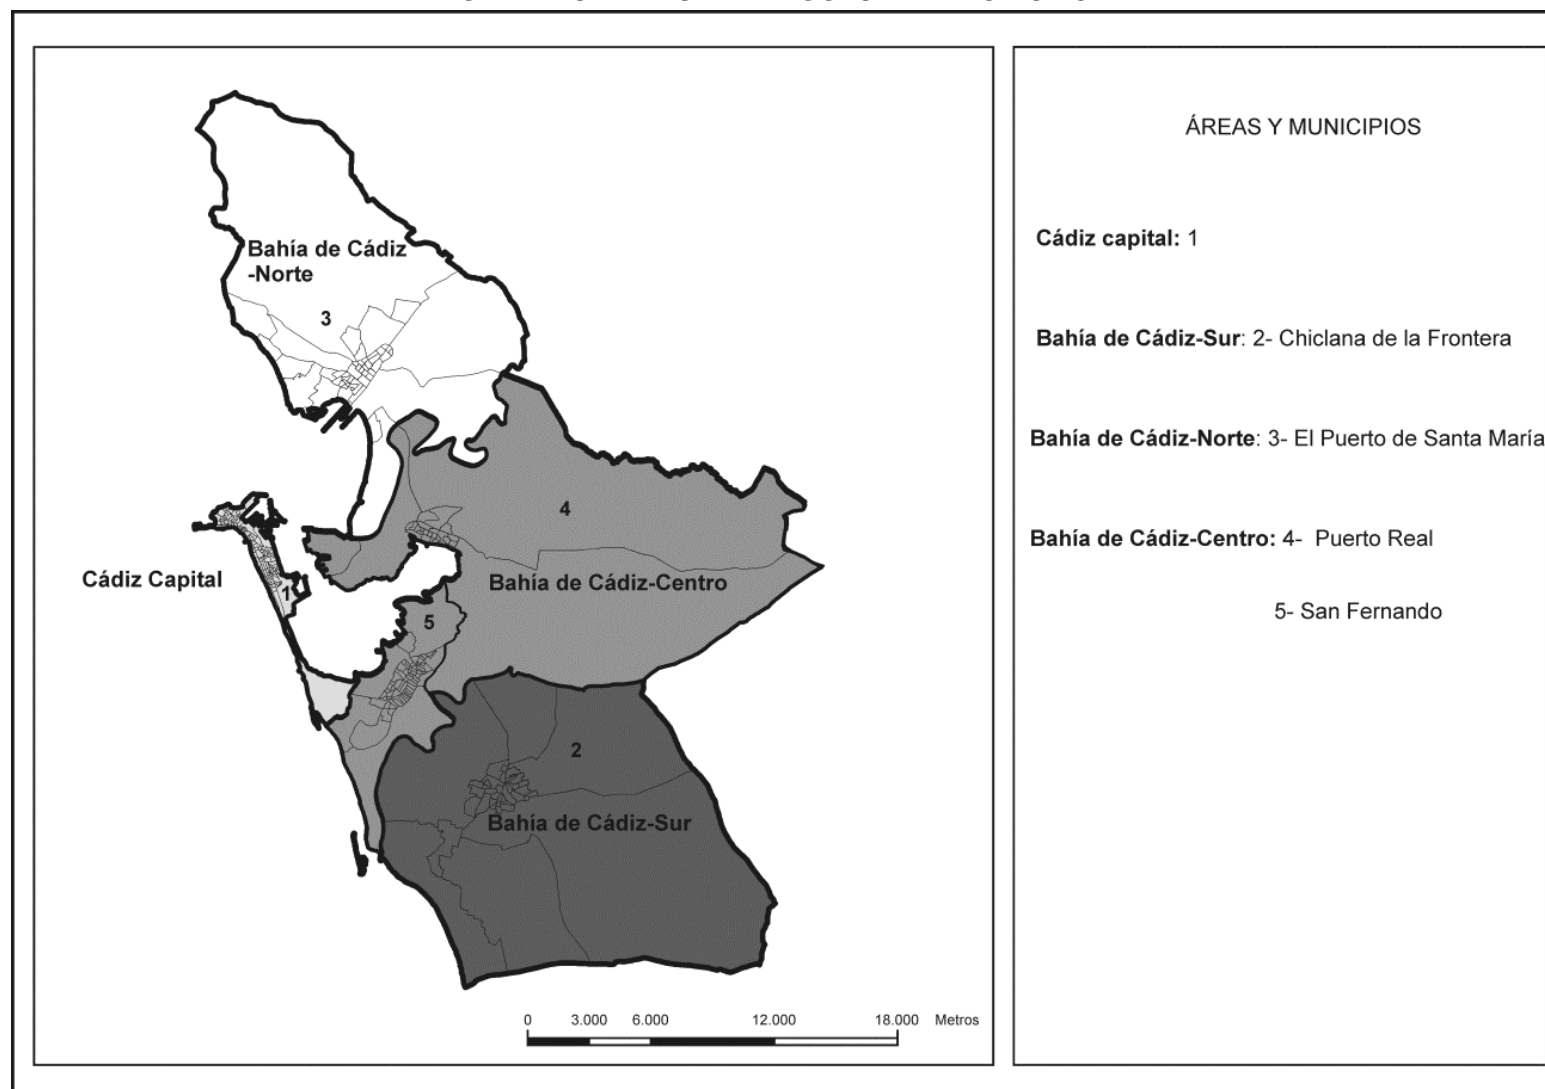 Bahía de Cádiz
-Norte
3
4
Cádiz Capital
1
Bahía de Cádiz-Centro
5
2
Bahía de Cádiz-Sur
0 3.000 6.000 12.000 18.000 Metros
ÁREAS Y MUNICIPIOS
Cádiz capital: 1
Bahía de Cádiz-Sur: 2- Chiclana de la Frontera
Bahía de Cádiz-Norte: 3- El Puerto de Santa María
Bahía de Cádiz-Centro: 4- Puerto Real
5- San Fernando